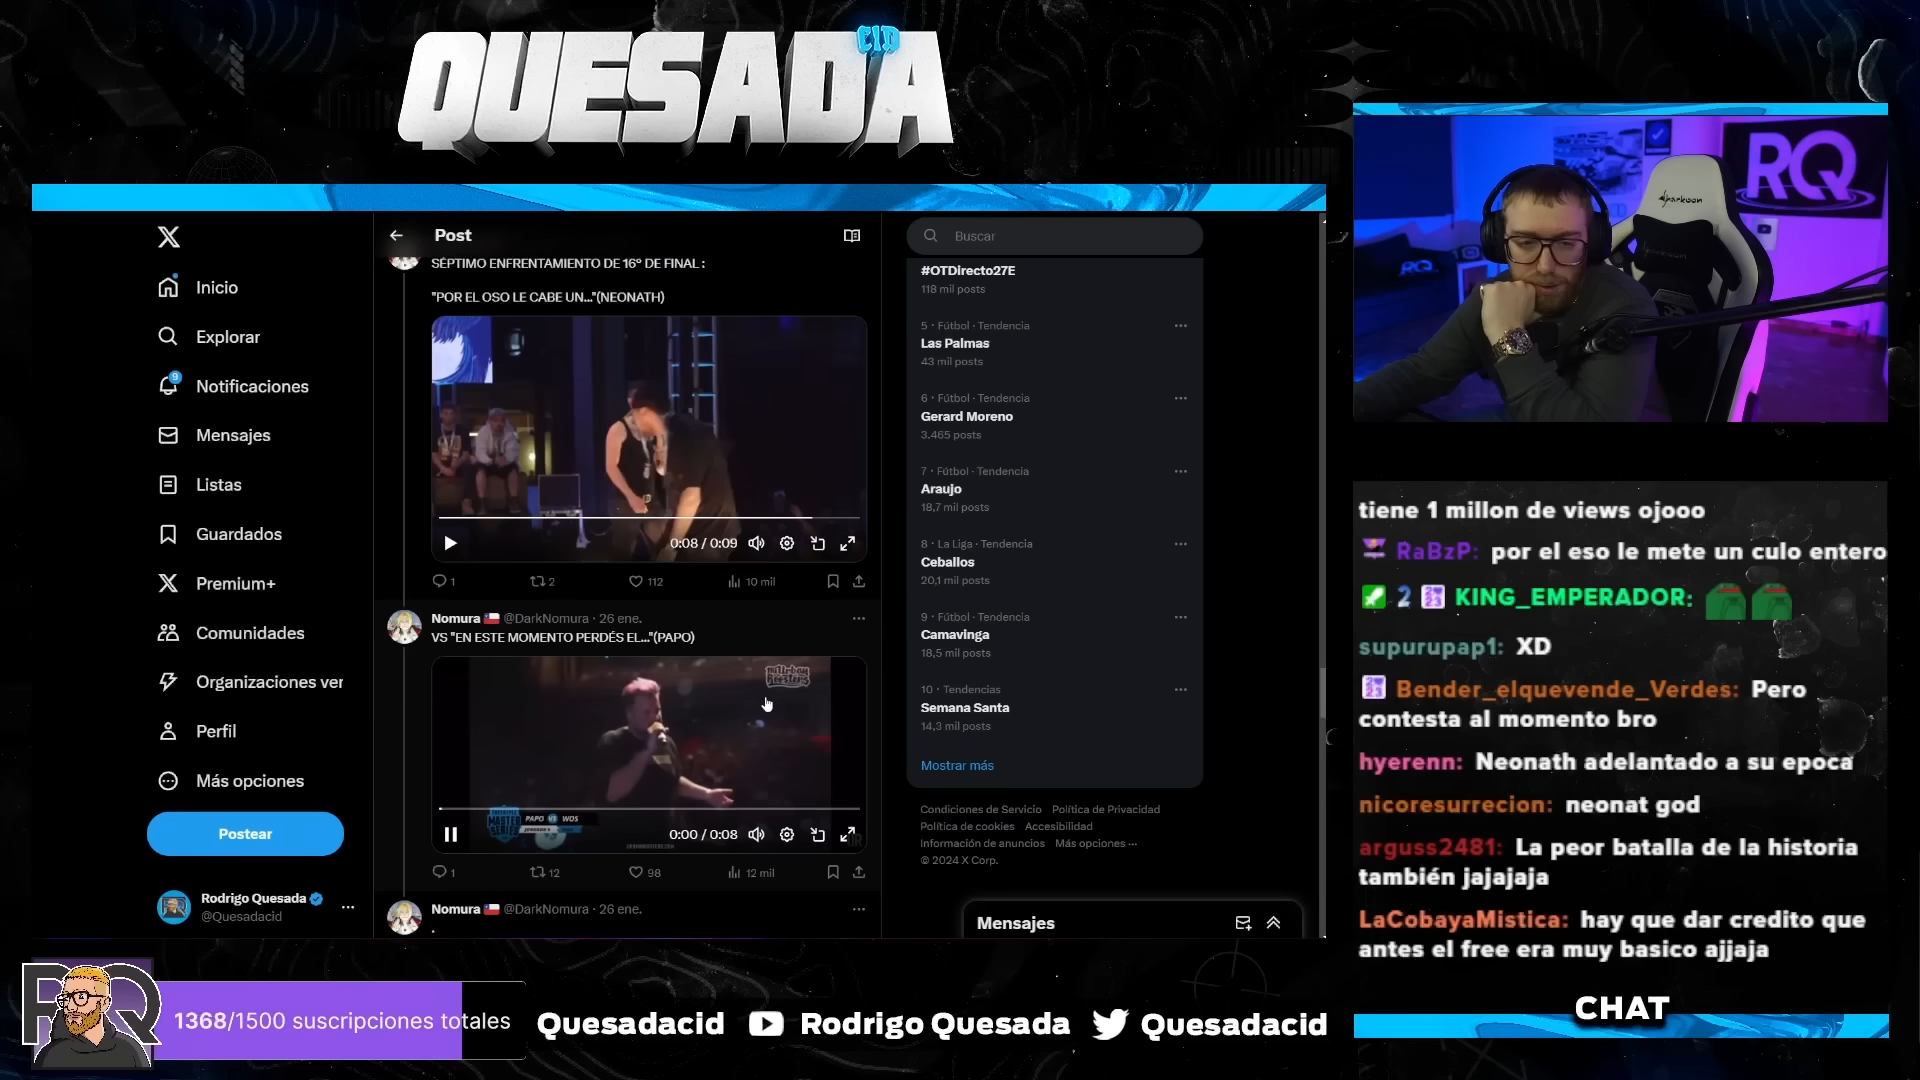 QUESADA
CID
Post
Buscar
Inicio
Explorar
9
Notificaciones
Mensajes
Listas
Guardados
Premium+
Comunidades
Organizaciones ver
Perfil
Más opciones
Postear
Rodrigo Quesada
@Quesadacid
SÉPTIMO ENFRENTAMIENTO DE 16º DE FINAL :
"POR EL OSO LE CABE UN..."(NEONATH)
0:08 / 0:09
1
2
112
10 mil
Nomura 🇨🇱 @DarkNomura · 26 ene.
VS "EN ESTE MOMENTO PERDÉS EL..."(PAPO)
PAPO VS WOS
0:00 / 0:08
1
12
98
12 mil
Nomura 🇨🇱 @DarkNomura · 26 ene.
.
#OTDirecto27E
118 mil posts
5 · Fútbol · Tendencia
Las Palmas
43 mil posts
6 · Fútbol · Tendencia
Gerard Moreno
3.465 posts
7 · Fútbol · Tendencia
Araujo
18,7 mil posts
8 · La Liga · Tendencia
Ceballos
20,1 mil posts
9 · Fútbol · Tendencia
Camavinga
18,5 mil posts
10 · Tendencias
Semana Santa
14,3 mil posts
Mostrar más
Condiciones de Servicio Política de Privacidad
Política de cookies Accesibilidad
Información de anuncios Más opciones ···
© 2024 X Corp.
Mensajes
RQ
RQ
tiene 1 millon de views ojooo
RaBzP: por el eso le mete un culo entero
2 KING_EMPERADOR:
supurupap1: XD
Bender_elquevende_Verdes: Pero
contesta al momento bro
hyerenn: Neonath adelantado a su epoca
nicoresurrecion: neonat god
arguss2481: La peor batalla de la historia
también jajajaja
LaCobayaMistica: hay que dar credito que
antes el free era muy basico ajjaja
CHAT
RQ
1368/1500 suscripciones totales
Quesadacid
Rodrigo Quesada
Quesadacid